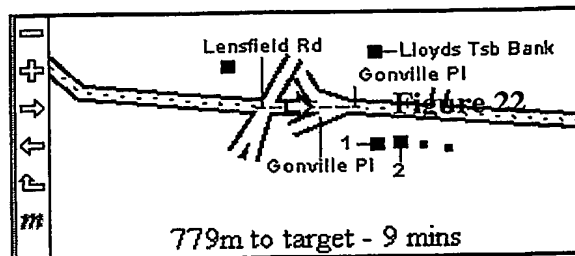 Lensfield Rd
Lloyds Tsb Bank
Gonville Pl
Figure 22
1
2
Gonville Pl
m
779m to target - 9 mins